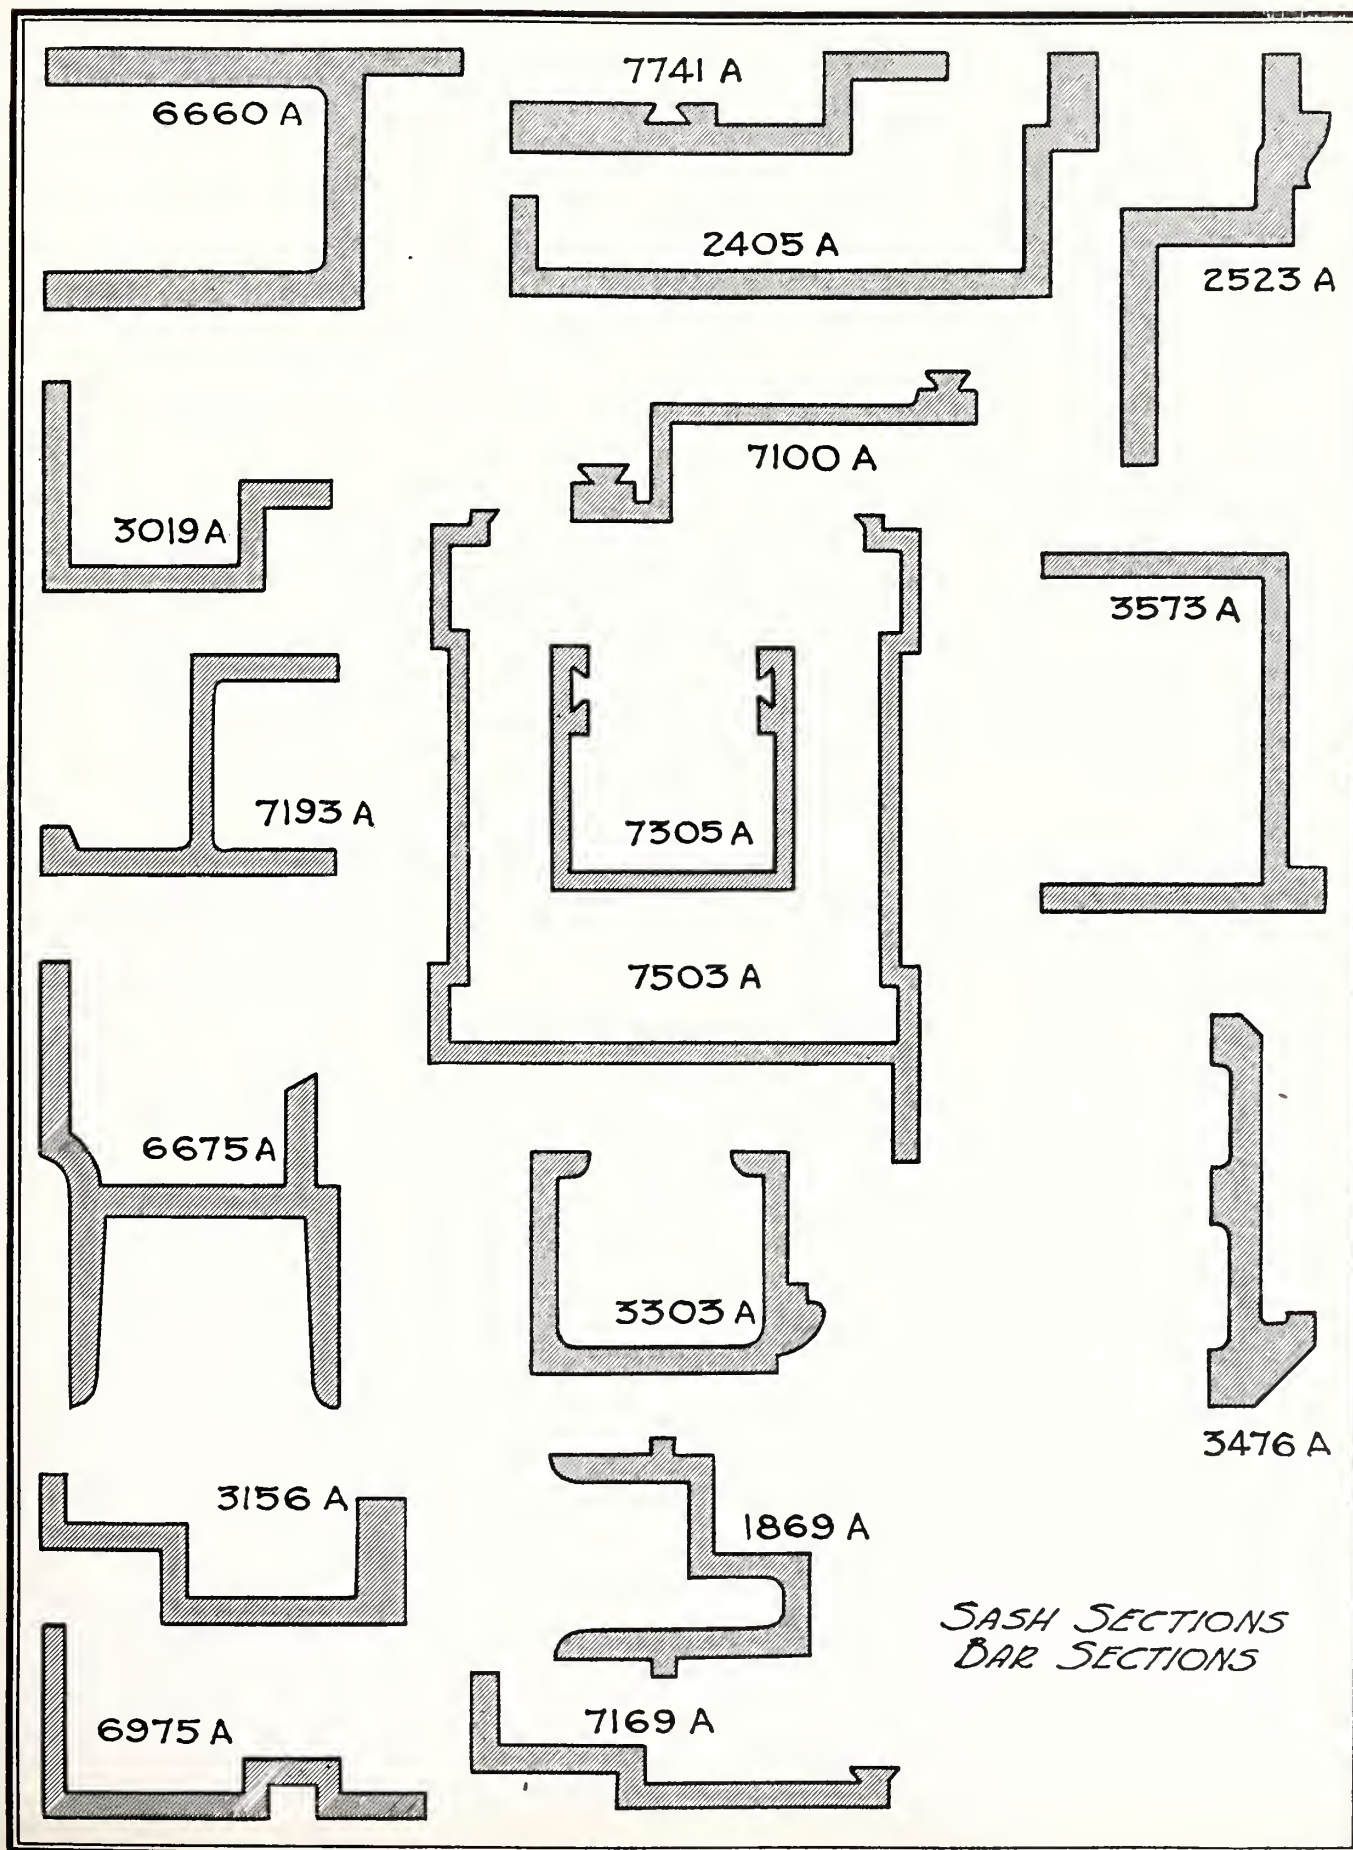 7741 A
6660 A
2405 A
2523 A
7100 A
3019 A
3573 A
7193 A
7305 A
7503 A
6675 A
3303 A
3476 A
3156 A
1869 A
SASH SECTIONS
BAR SECTIONS
6975 A
7169 A